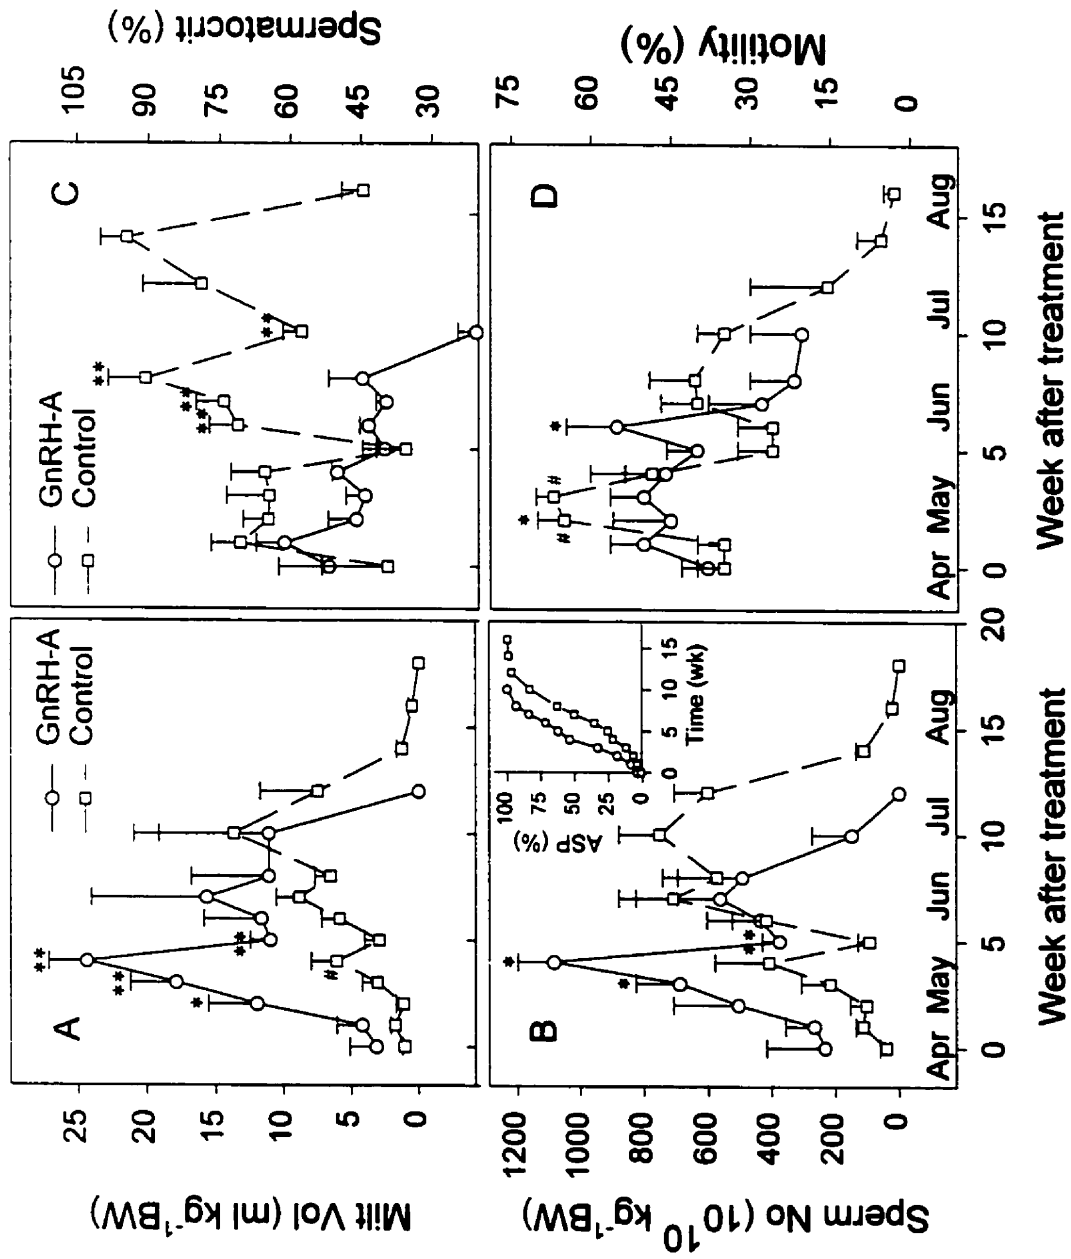 A
GnRH-A
Control
Milt Vol (ml kg⁻¹BW)
25
20
15
10
5
0
*
**
**
#
**
C
GnRH-A
Control
Spermatocrit (%)
105
90
75
60
45
30
**
**
**
**
B
Sperm No (10¹⁰ kg⁻¹BW)
1200
1000
800
600
400
200
0
*
*
**
ASP (%)
100
75
50
25
0
0 5 10 15
Time (wk)
Apr May Jun Jul Aug
0 5 10 15 20
Week after treatment
D
Motility (%)
75
60
45
30
15
0
*
#
#
*
Apr May Jun Jul Aug
0 5 10 15
Week after treatment